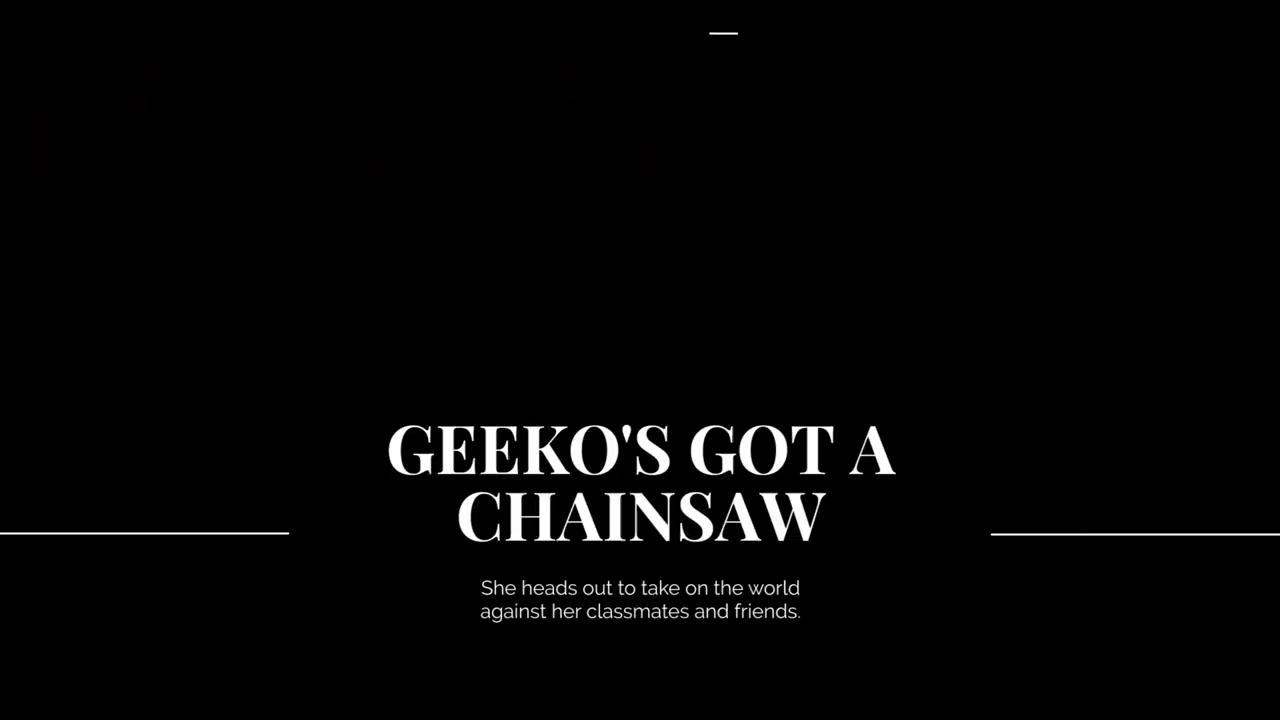 GEEKO'S GOT A
CHAINSAW
She heads out to take on the world
against her classmates and friends.